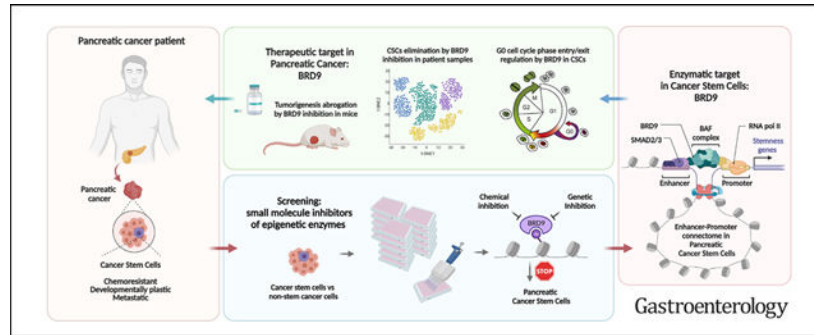 Pancreatic cancer patient
Pancreatic
cancer
Cancer Stem Cells
Chemoresistant
Developmentally plastic
Metastatic
Therapeutic target in
Pancreatic Cancer:
BRD9
Tumorigenesis abrogation
by BRD9 inhibition in mice
CSCs elimination by BRD9
inhibition in patient samples
G0 cell cycle phase entry/exit
regulation by BRD9 in CSCs
M
G2
G1
S
G0
Screening:
small molecule inhibitors
of epigenetic enzymes
Cancer stem cells vs
non-stem cancer cells
Chemical
inhibition
Genetic
Inhibition
BRD9
STOP
Pancreatic
Cancer Stem Cells
Enzymatic target
in Cancer Stem Cells:
BRD9
BRD9
SMAD2/3
BAF
complex
RNA pol II
Stemness
genes
Enhancer
Promoter
Enhancer-Promoter
connectome in
Pancreatic
Cancer Stem Cells
Gastroenterology